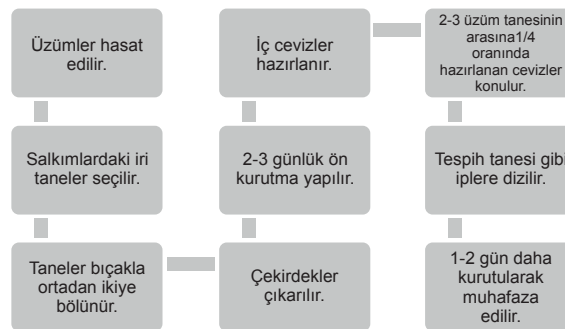 Üzümler hasat
edilir.
Salkımlardaki iri
taneler seçilir.
Taneler bıçakla
ortadan ikiye
bölünür.
Çekirdekler
çıkarılır.
2-3 günlük ön
kurutma yapılır.
İç cevizler
hazırlanır.
2-3 üzüm tanesinin
arasına1/4
oranında
hazırlanan cevizler
konulur.
Tespih tanesi gibi
iplere dizilir.
1-2 gün daha
kurutularak
muhafaza
edilir.